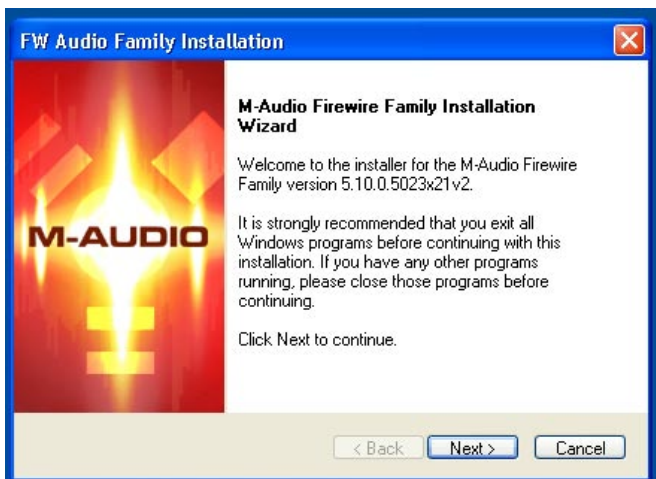 FW Audio Family Installation
M-Audio Firewire Family Installation
Wizard
Welcome to the installer for the M-Audio Firewire
Family version 5.10.0.5023x21v2.
M-AUDIO
It is strongly recommended that you exit all
Windows programs before continuing with this
installation. If you have any other programs
running, please close those programs before
continuing.
Click Next to continue.
< Back
Next >
Cancel